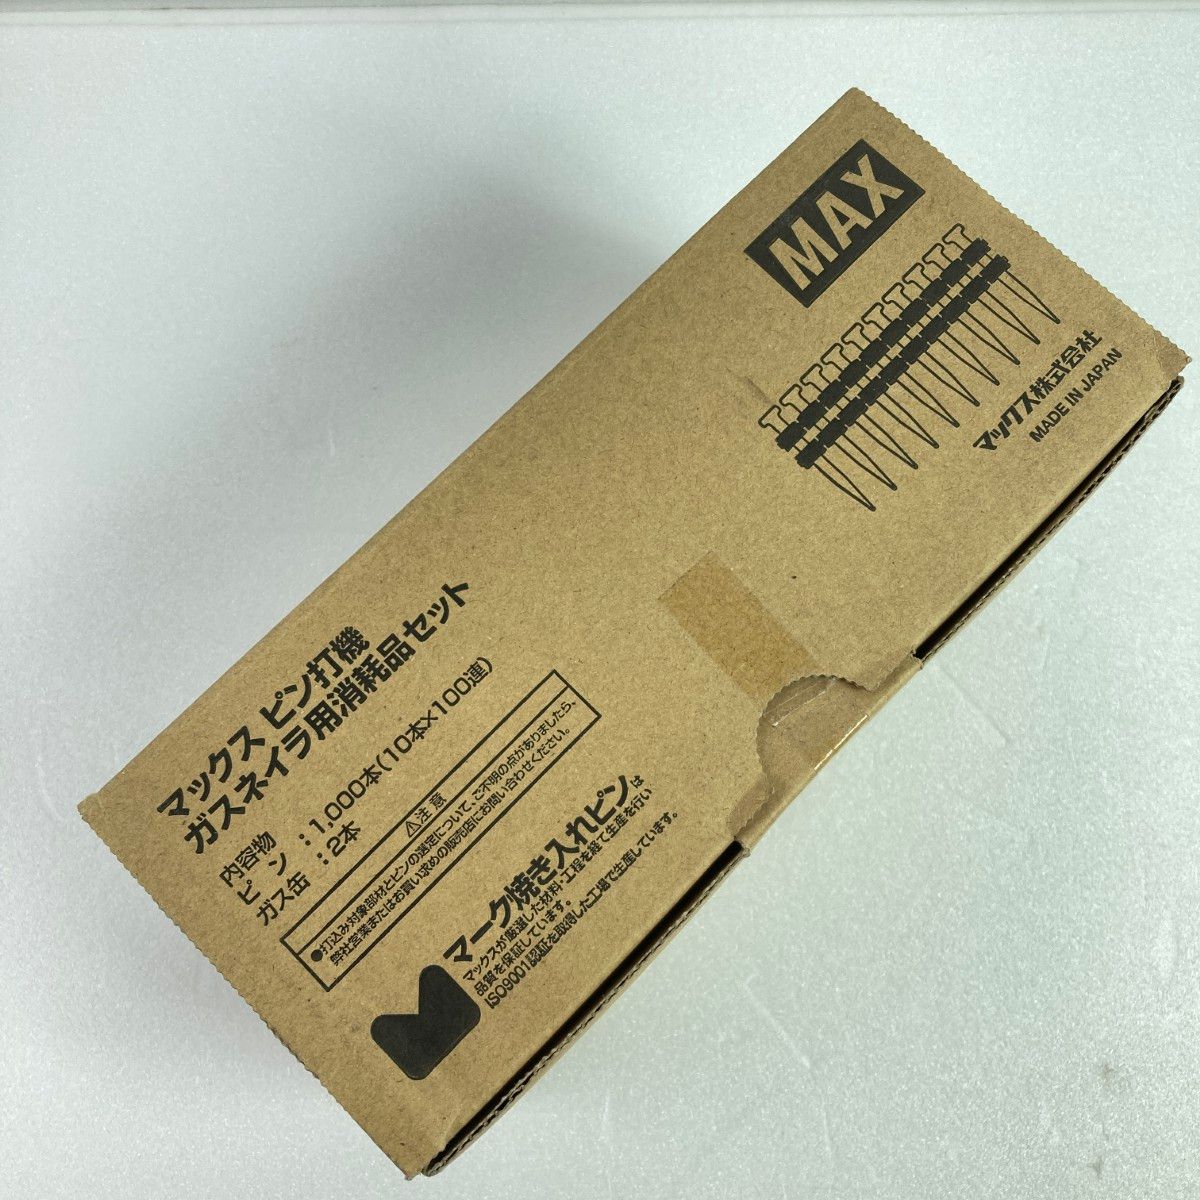 MAX
マックス株式会社
MADE IN JAPAN
マックス ピン打機
ガスネイラ用消耗品セット
内容物
ピン：1,000本（10本×100連）
ガス缶：2本
⚠注意
●打込み対象部材とピンの選定について、ご不明の点がありましたら、
弊社営業またはお買い求めの販売店にお問い合わせください。
マーク焼き入れピンは
マックスが厳選した材料・工程を経て生産を行い
品質を保証しています。
ISO9001認証を取得した工場で生産しています。